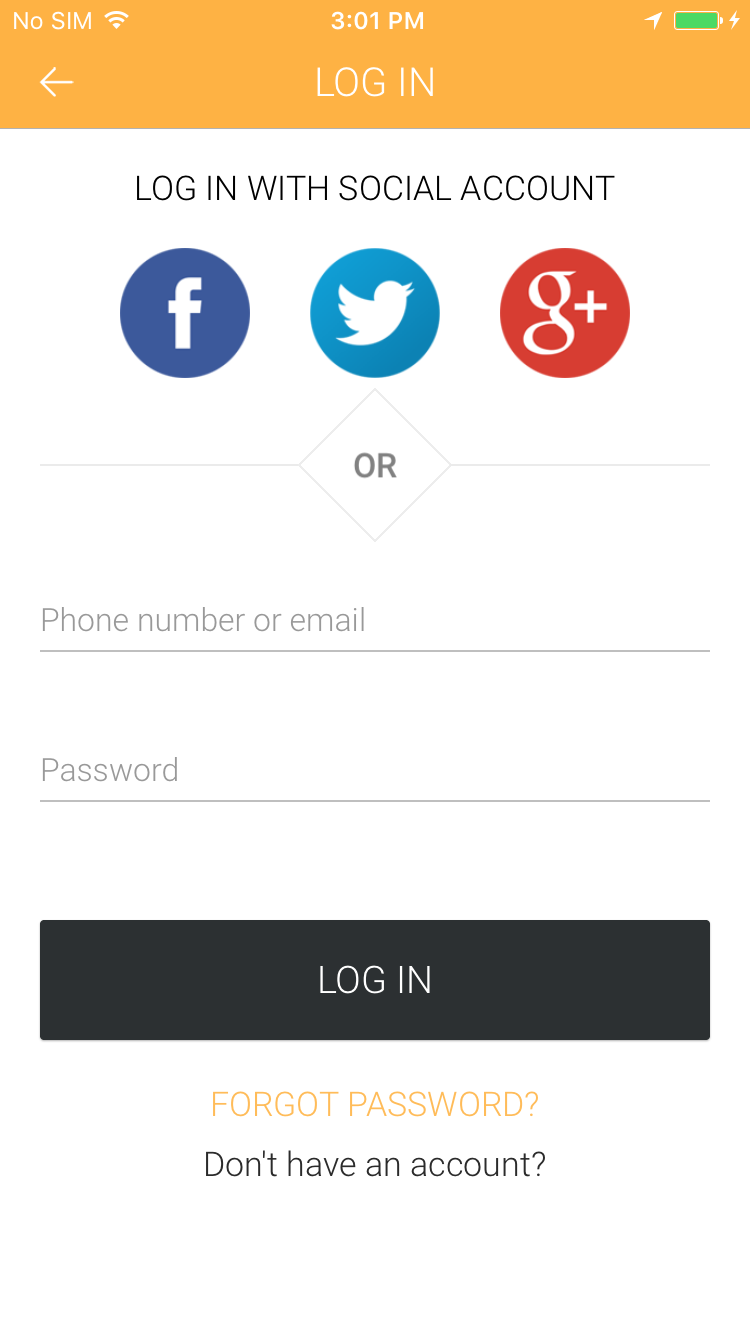 No SIM 3:01 PM
LOG IN
LOG IN WITH SOCIAL ACCOUNT
f g+
OR
Phone number or email
Password
LOG IN
FORGOT PASSWORD?
Don't have an account?